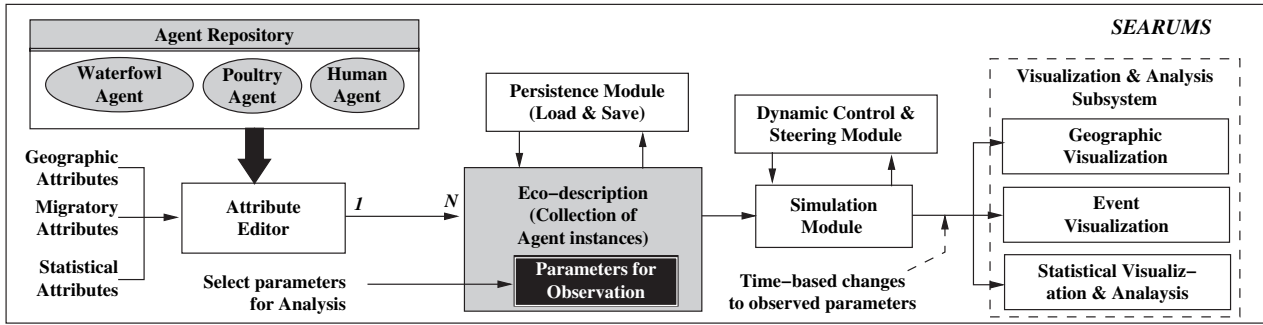 SEARUMS
Agent Repository
Waterfowl
Agent
Poultry
Agent
Human
Agent
Geographic
Attributes
Migratory
Attributes
Statistical
Attributes
Attribute
Editor
1
N
Persistence Module
(Load & Save)
Eco−description
(Collection of
Agent instances)
Parameters for
Observation
Select parameters
for Analysis
Dynamic Control &
Steering Module
Simulation
Module
Time−based changes
to observed parameters
Visualization & Analysis
Subsystem
Geographic
Visualization
Event
Visualization
Statistical Visualiz−
ation & Analaysis